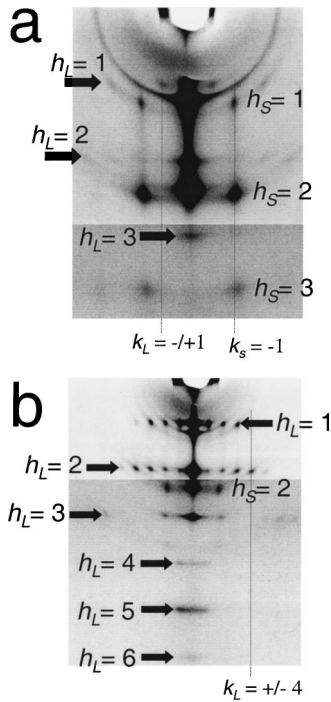 a
h_L= 1
h_S= 1
h_L= 2
h_S= 2
h_L= 3
h_S= 3
k_L = -/+1
k_s = -1
b
h_L= 1
h_L= 2
h_S= 2
h_L= 3
h_L= 4
h_L= 5
h_L= 6
k_L = +/- 4